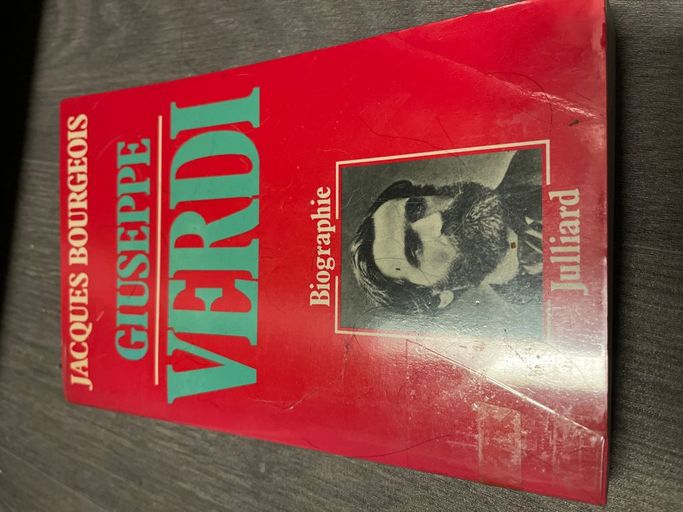 JACQUES BOURGEOIS
GIUSEPPE
VERDI
Biographie
Julliard